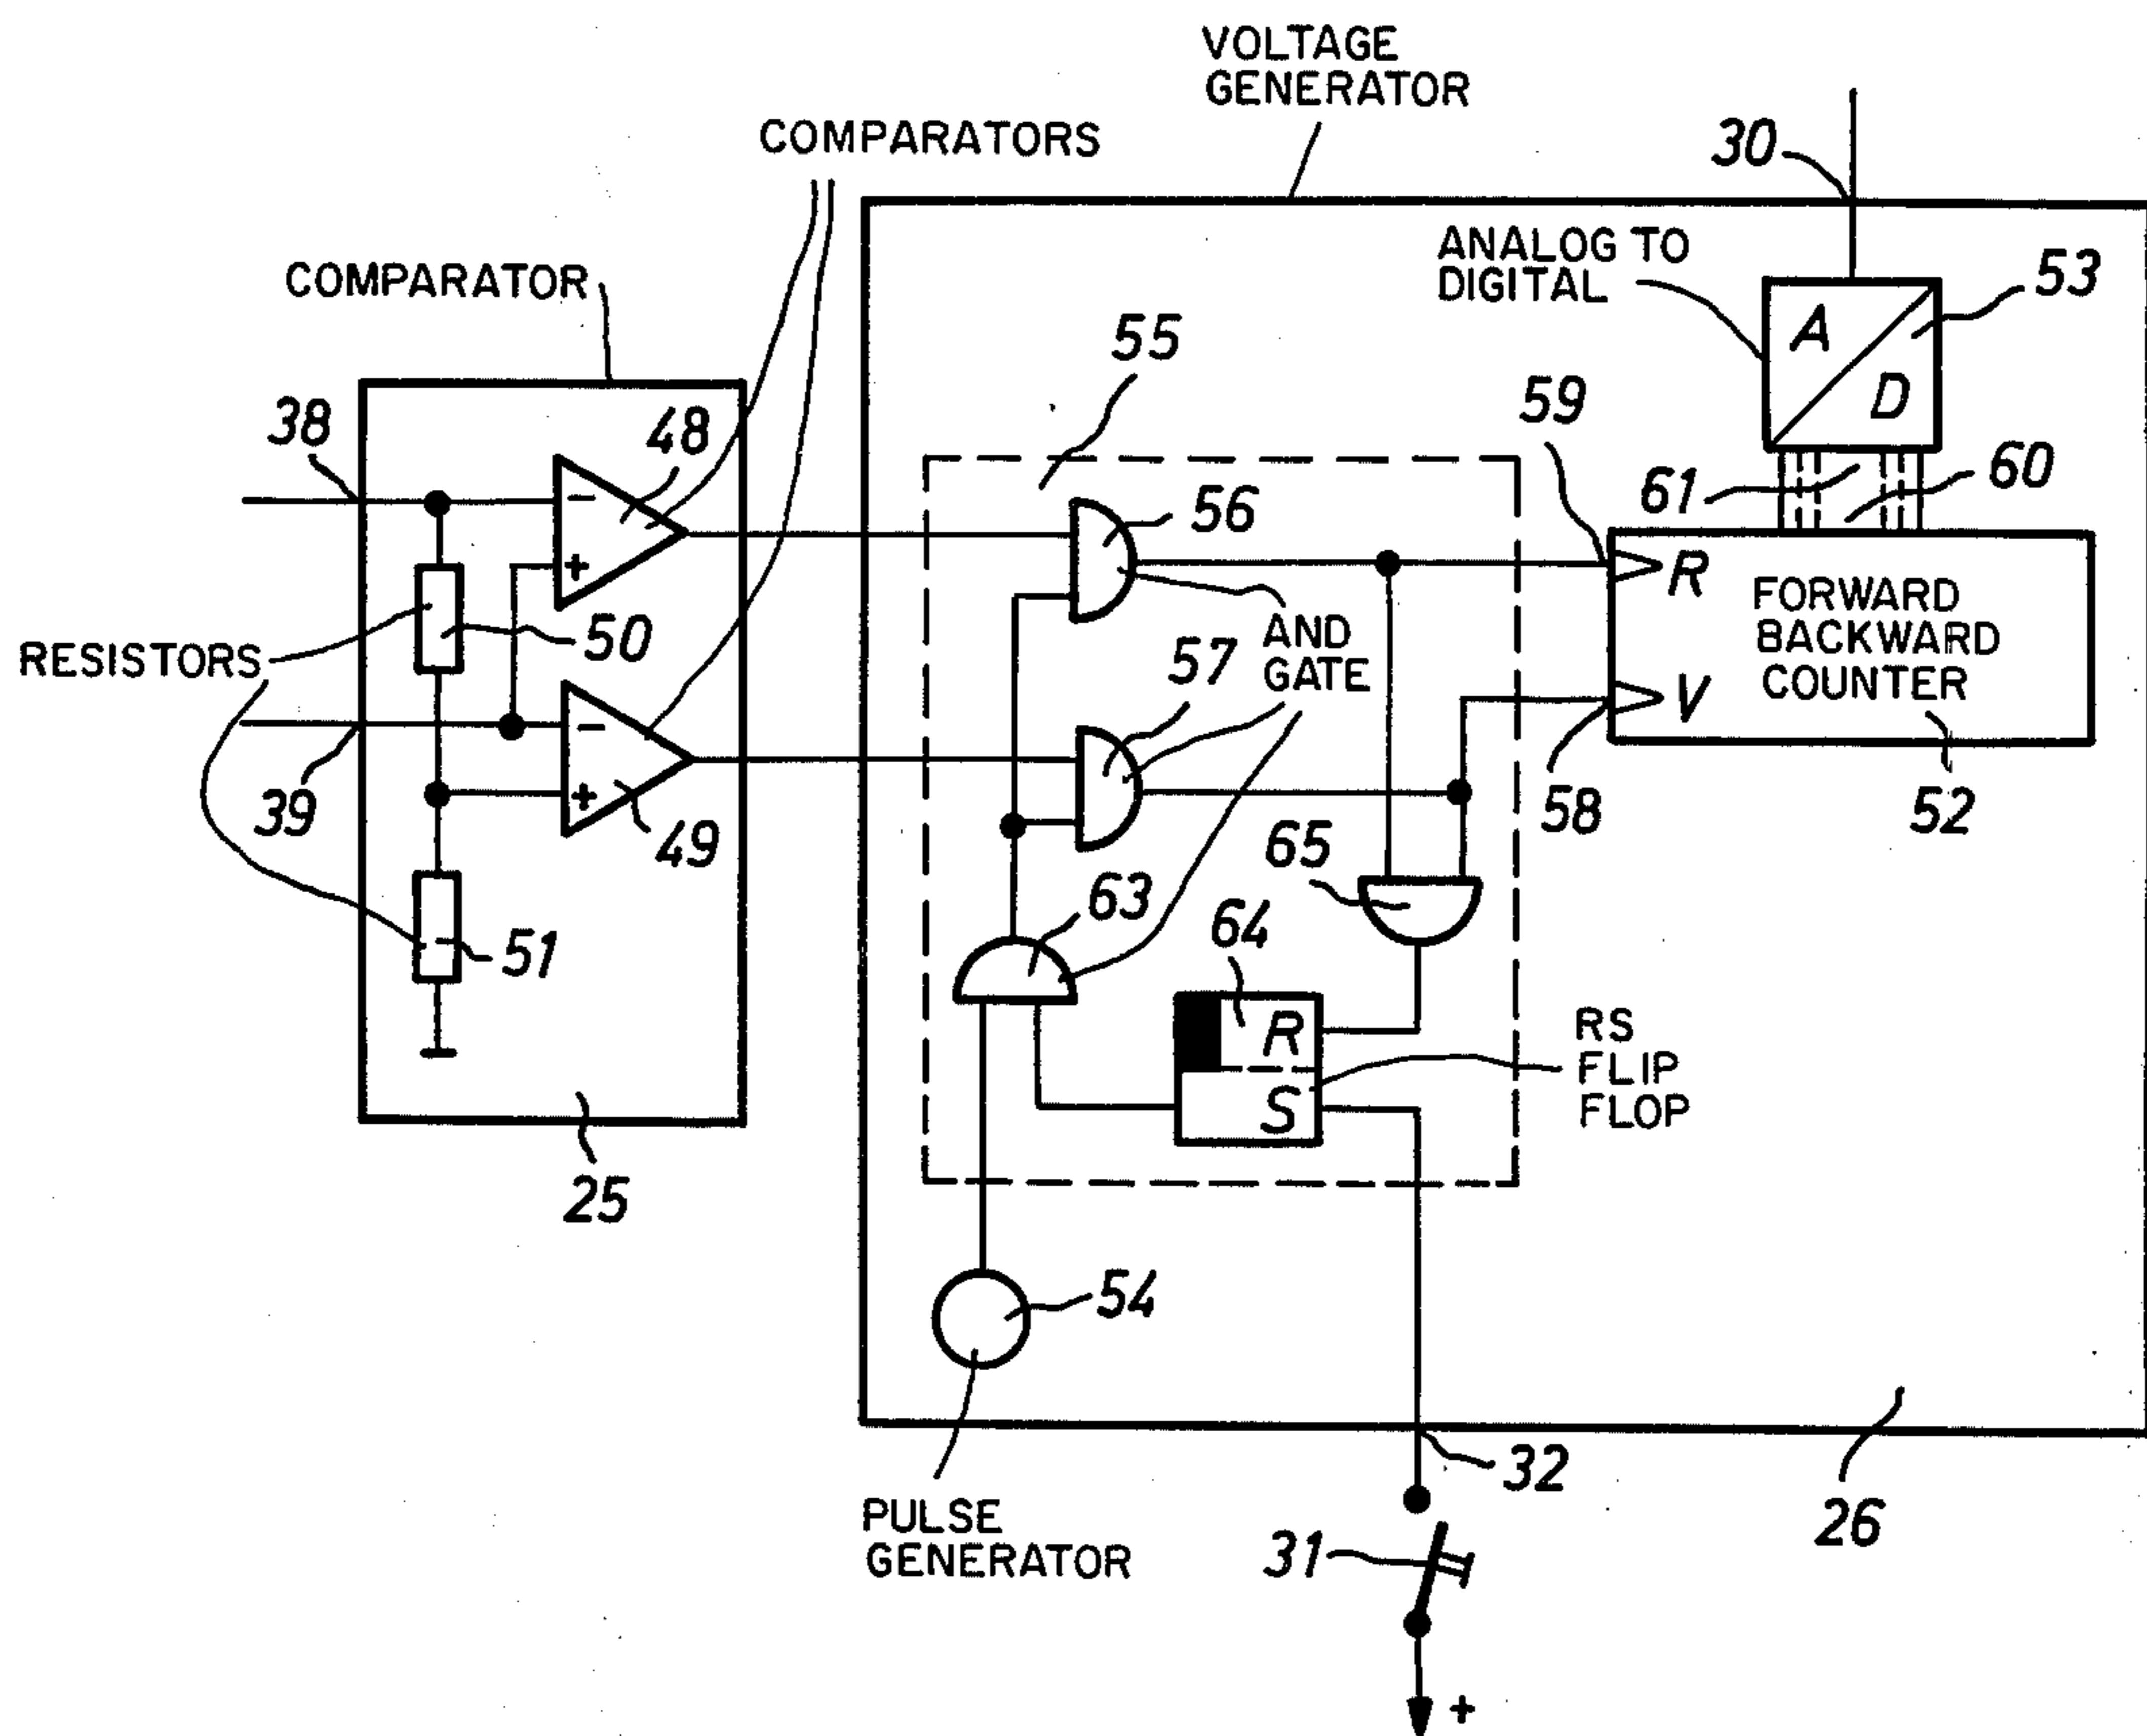 VOLTAGE
GENERATOR
COMPARATORS
30
ANALOG TO
DIGITAL
53
COMPARATOR
A
D
55
59
38
48
56
61
60
-
+
R
FORWARD
BACKWARD
COUNTER
RESISTORS
50
57
AND
GATE
V
39
-
+
49
58
52
65
63
64
51
R
S
RS
FLIP
FLOP
25
54
32
26
PULSE
GENERATOR
31
+